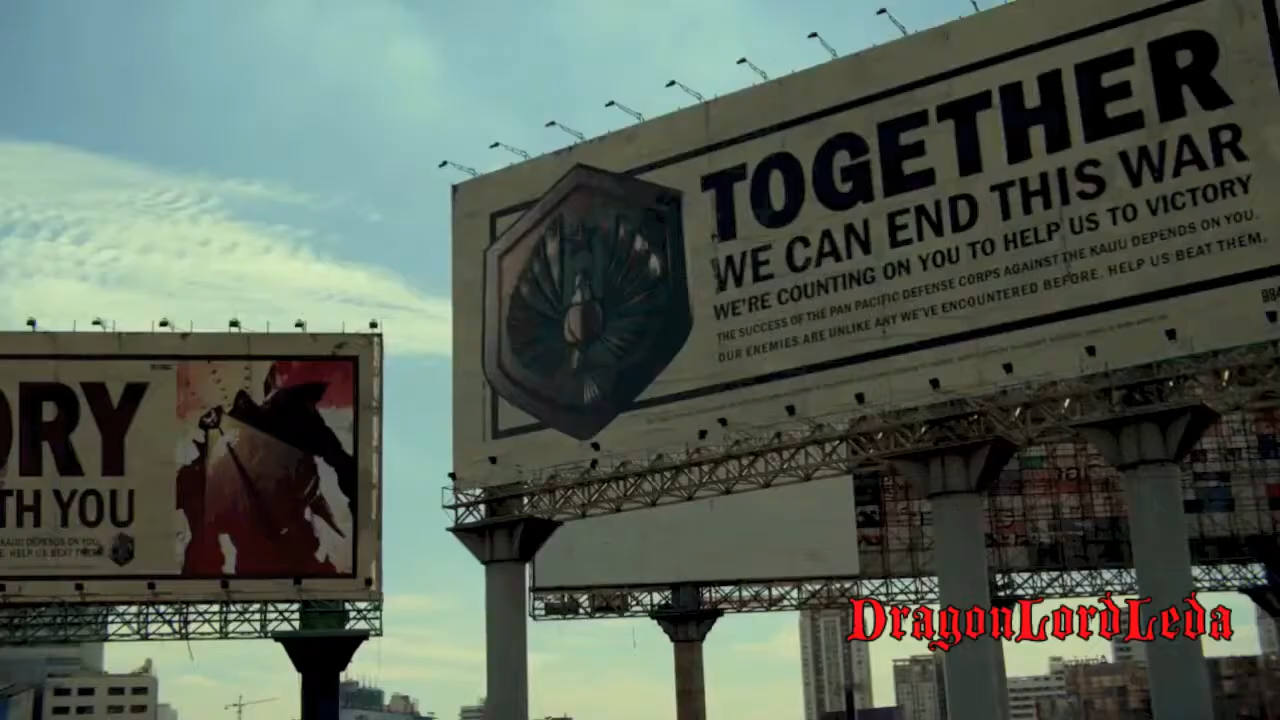 TOGETHER
WE CAN END THIS WAR
WE'RE COUNTING ON YOU TO HELP US TO VICTORY
THE SUCCESS OF THE PAN PACIFIC DEFENSE CORPS AGAINST THE KAIJU DEPENDS ON YOU.
OUR ENEMIES ARE UNLIKE ANY WE'VE ENCOUNTERED BEFORE. HELP US BEAT THEM.
ORY
TH YOU
KAIJU DEPENDS ON YOU.
E. HELP US BEAT THEM.
DragonLordLeda